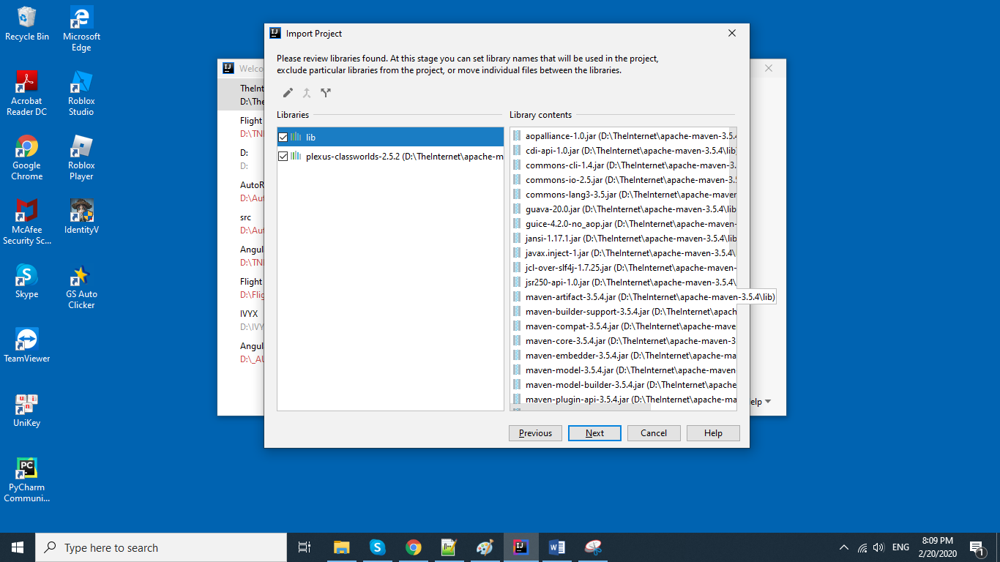 Recycle Bin
Microsoft
Edge
Acrobat
Reader DC
Roblox
Studio
Google
Chrome
Roblox
Player
McAfee
Security Sc...
IdentityV
Skype
GS Auto
Clicker
TeamViewer
UniKey
PyCharm
Communi...
Welco
TheInt
D:\The
Flight
D:\TN
D:
D:
AutoR
D:\Au
src
D:\Au
Angul
D:\TN
Flight
D:\Flig
IVYX
D:\IVY
Angul
D:\_AU
elp
Import Project
Please review libraries found. At this stage you can set library names that will be used in the project,
exclude particular libraries from the project, or move individual files between the libraries.
Libraries
lib
plexus-classworlds-2.5.2 (D:\TheInternet\apache-m
Library contents
aopalliance-1.0.jar (D:\TheInternet\apache-maven-3.5.4
cdi-api-1.0.jar (D:\TheInternet\apache-maven-3.5.4\lib
commons-cli-1.4.jar (D:\TheInternet\apache-maven-3.
commons-io-2.5.jar (D:\TheInternet\apache-maven-3.5
commons-lang3-3.5.jar (D:\TheInternet\apache-maven
guava-20.0.jar (D:\TheInternet\apache-maven-3.5.4\lib
guice-4.2.0-no_aop.jar (D:\TheInternet\apache-maven-
jansi-1.17.1.jar (D:\TheInternet\apache-maven-3.5.4\lib
javax.inject-1.jar (D:\TheInternet\apache-maven-3.5.4\
jcl-over-slf4j-1.7.25.jar (D:\TheInternet\apache-maven-
jsr250-api-1.0.jar (D:\TheInternet\apache-maven-3.5.4\
maven-artifact-3.5.4.jar (D:\TheInternet\apache-maven-3.5.4\lib)
maven-builder-support-3.5.4.jar (D:\TheInternet\apach
maven-compat-3.5.4.jar (D:\TheInternet\apache-mave
maven-core-3.5.4.jar (D:\TheInternet\apache-maven-3
maven-embedder-3.5.4.jar (D:\TheInternet\apache-ma
maven-model-3.5.4.jar (D:\TheInternet\apache-maven
maven-model-builder-3.5.4.jar (D:\TheInternet\apache
maven-plugin-api-3.5.4.jar (D:\TheInternet\apache-ma
Previous
Next
Cancel
Help
Type here to search
ENG
8:09 PM
2/20/2020
1